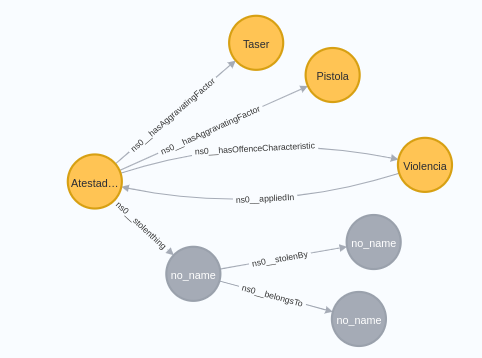 Taser
Pistola
ns0__hasAggravatingFactor
ns0__hasAggravatingFactor
ns0__hasOffenceCharacteristic
Violencia
Atestad…
ns0__appliedIn
ns0__stolenthing
no_name
ns0__stolenBy
no_name
ns0__belongsTo
no_name